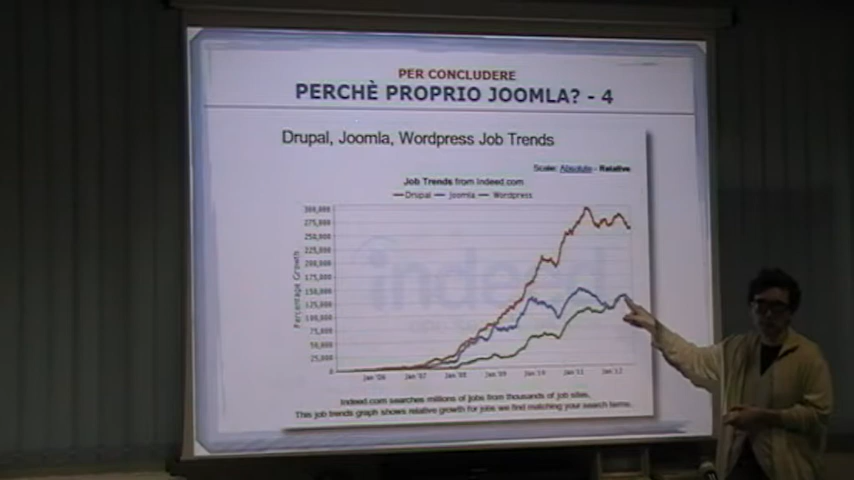 PER CONCLUDERE
PERCHÈ PROPRIO JOOMLA? - 4
Drupal, Joomla, Wordpress Job Trends
Scale: Absolute - Relative
Job Trends from Indeed.com
Drupal Joomla Wordpress
Percentage Growth
300,000
275,000
250,000
225,000
200,000
175,000
150,000
125,000
100,000
75,000
50,000
25,000
0
indeed
Jan '06 Jan '07 Jan '08 Jan '09 Jan '10 Jan '11 Jan '12
Indeed.com searches millions of jobs from thousands of job sites.
This job trends graph shows relative growth for jobs we find matching your search terms.